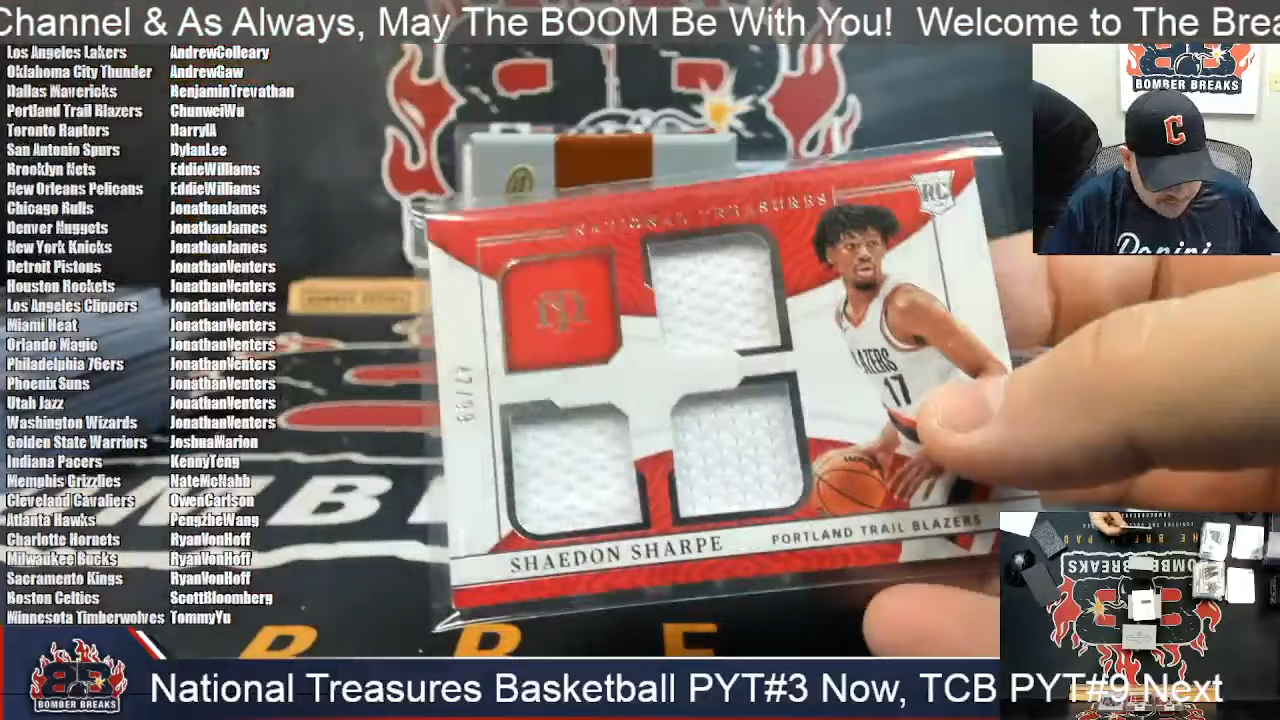 Channel & As Always, May The BOOM Be With You!  Welcome to The Brea
Los Angeles Lakers AndrewColleary
Oklahoma City Thunder AndrewGaw
Dallas Mavericks BenjaminTrevathan
Portland Trail Blazers ChunweiWu
Toronto Raptors DarrylA
San Antonio Spurs DylanLee
Brooklyn Nets EddieWilliams
New Orleans Pelicans EddieWilliams
Chicago Bulls JonathanJames
Denver Nuggets JonathanJames
New York Knicks JonathanJames
Detroit Pistons JonathanVenters
Houston Rockets JonathanVenters
Los Angeles Clippers JonathanVenters
Miami Heat JonathanVenters
Orlando Magic JonathanVenters
Philadelphia 76ers JonathanVenters
Phoenix Suns JonathanVenters
Utah Jazz JonathanVenters
Washington Wizards JonathanVenters
Golden State Warriors JoshuaWarion
Indiana Pacers KennyTeng
Memphis Grizzlies NateMcNabb
Cleveland Cavaliers OwenCarlson
Atlanta Hawks PengzheWang
Charlotte Hornets RyanVonHoff
Milwaukee Bucks RyanVonHoff
Sacramento Kings RyanVonHoff
Boston Celtics ScottBloomberg
Minnesota Timberwolves TommyYu
NATIONAL TREASURES
RC
BLAZERS
17
SHAEDON SHARPE
PORTLAND TRAIL BLAZERS
BOMBER BREAKS
C
Panini
BOMBER BREAKS
BOMBER BREAKS
National Treasures Basketball PYT#3 Now, TCB PYT#9 Next